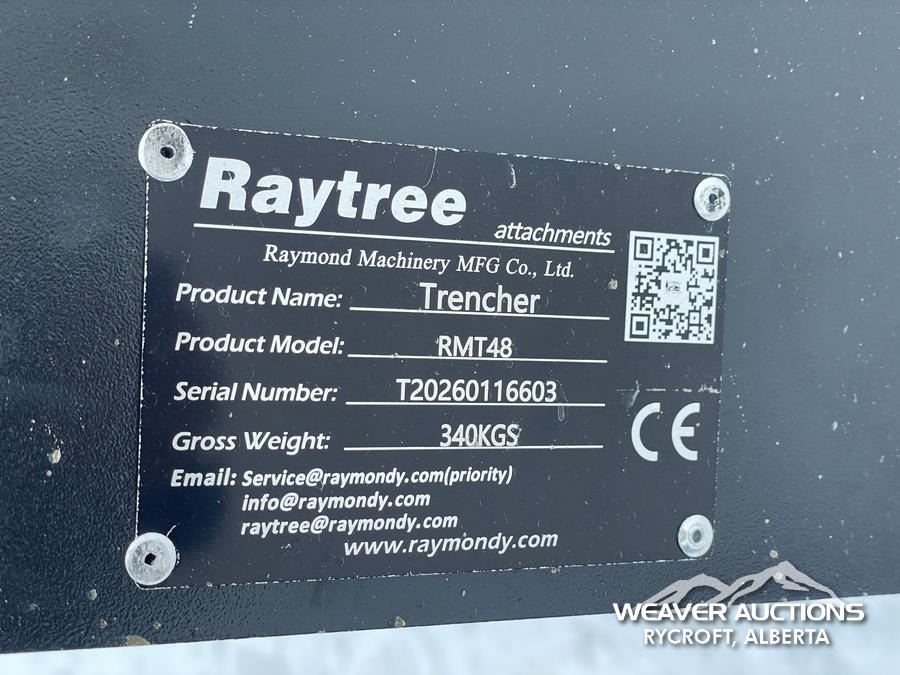 Raytree
attachments
Raymond Machinery MFG Co., Ltd.
Product Name: Trencher
Product Model: RMT48
Serial Number: T20260116603
Gross Weight: 340KGS
Email: Service@raymondy.com(priority)
info@raymondy.com
raytree@raymondy.com
www.raymondy.com
CE
WEAVER AUCTIONS
RYCROFT, ALBERTA